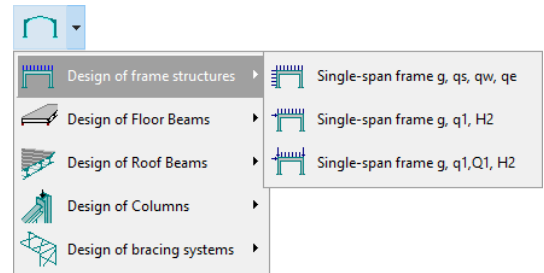 Design of frame structures
Single-span frame g, qs, qw, qe
Design of Floor Beams
Single-span frame g, q1, H2
Design of Roof Beams
Single-span frame g, q1,Q1, H2
Design of Columns
Design of bracing systems